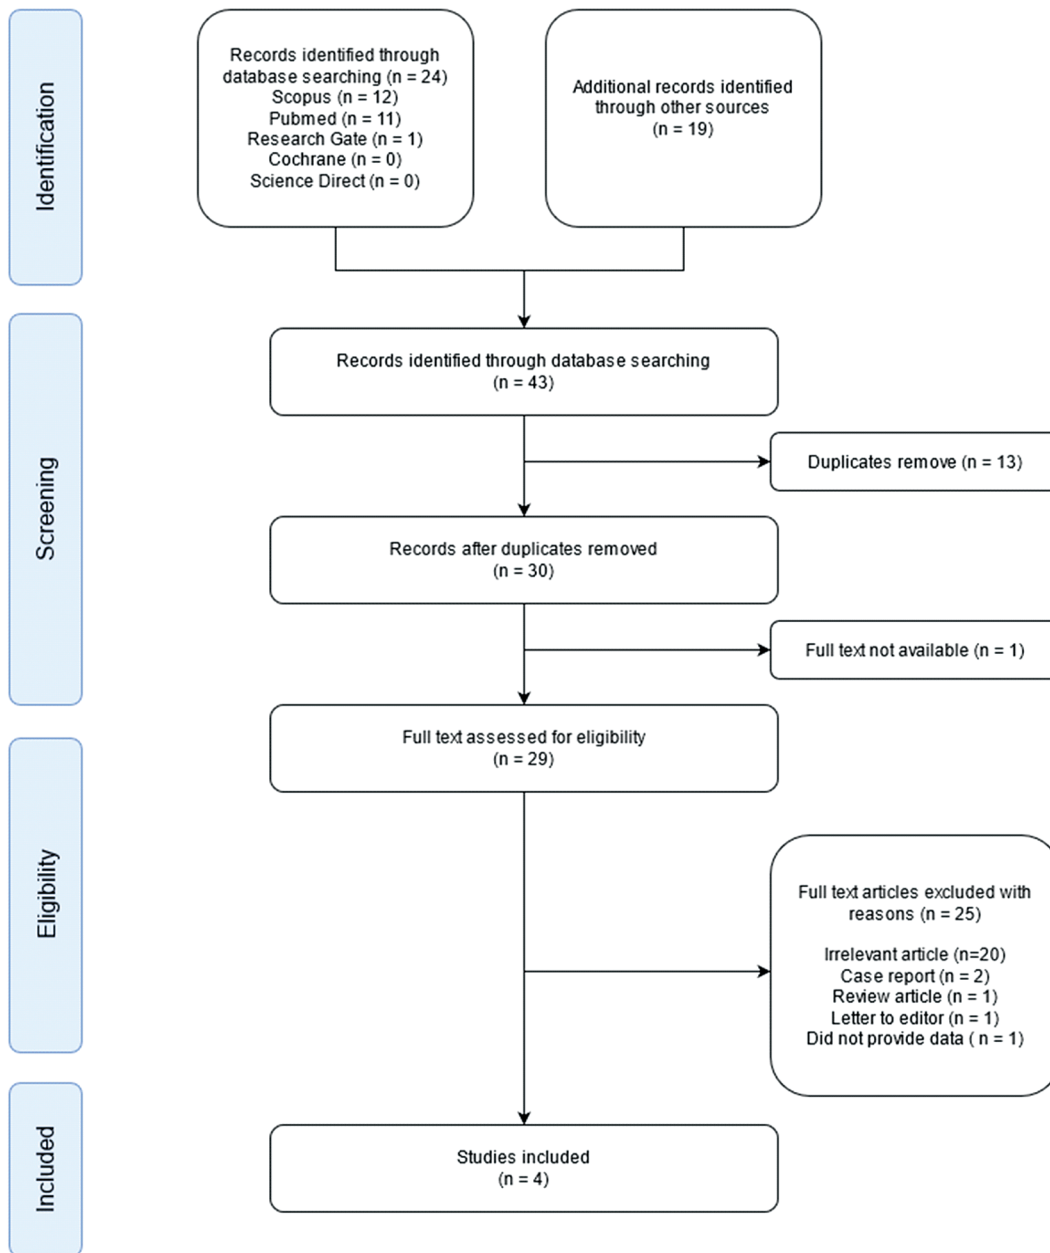 Identification
Records identified through
database searching (n = 24)
Scopus (n = 12)
Pubmed (n = 11)
Research Gate (n = 1)
Cochrane (n = 0)
Science Direct (n = 0)
Additional records identified
through other sources
(n = 19)
Screening
Records identified through database searching
(n = 43)
Duplicates remove (n = 13)
Records after duplicates removed
(n = 30)
Full text not available (n = 1)
Full text assessed for eligibility
(n = 29)
Eligibility
Full text articles excluded with
reasons (n = 25)
Irrelevant article (n=20)
Case report (n = 2)
Review article (n = 1)
Letter to editor (n = 1)
Did not provide data ( n = 1)
Included
Studies included
(n = 4)